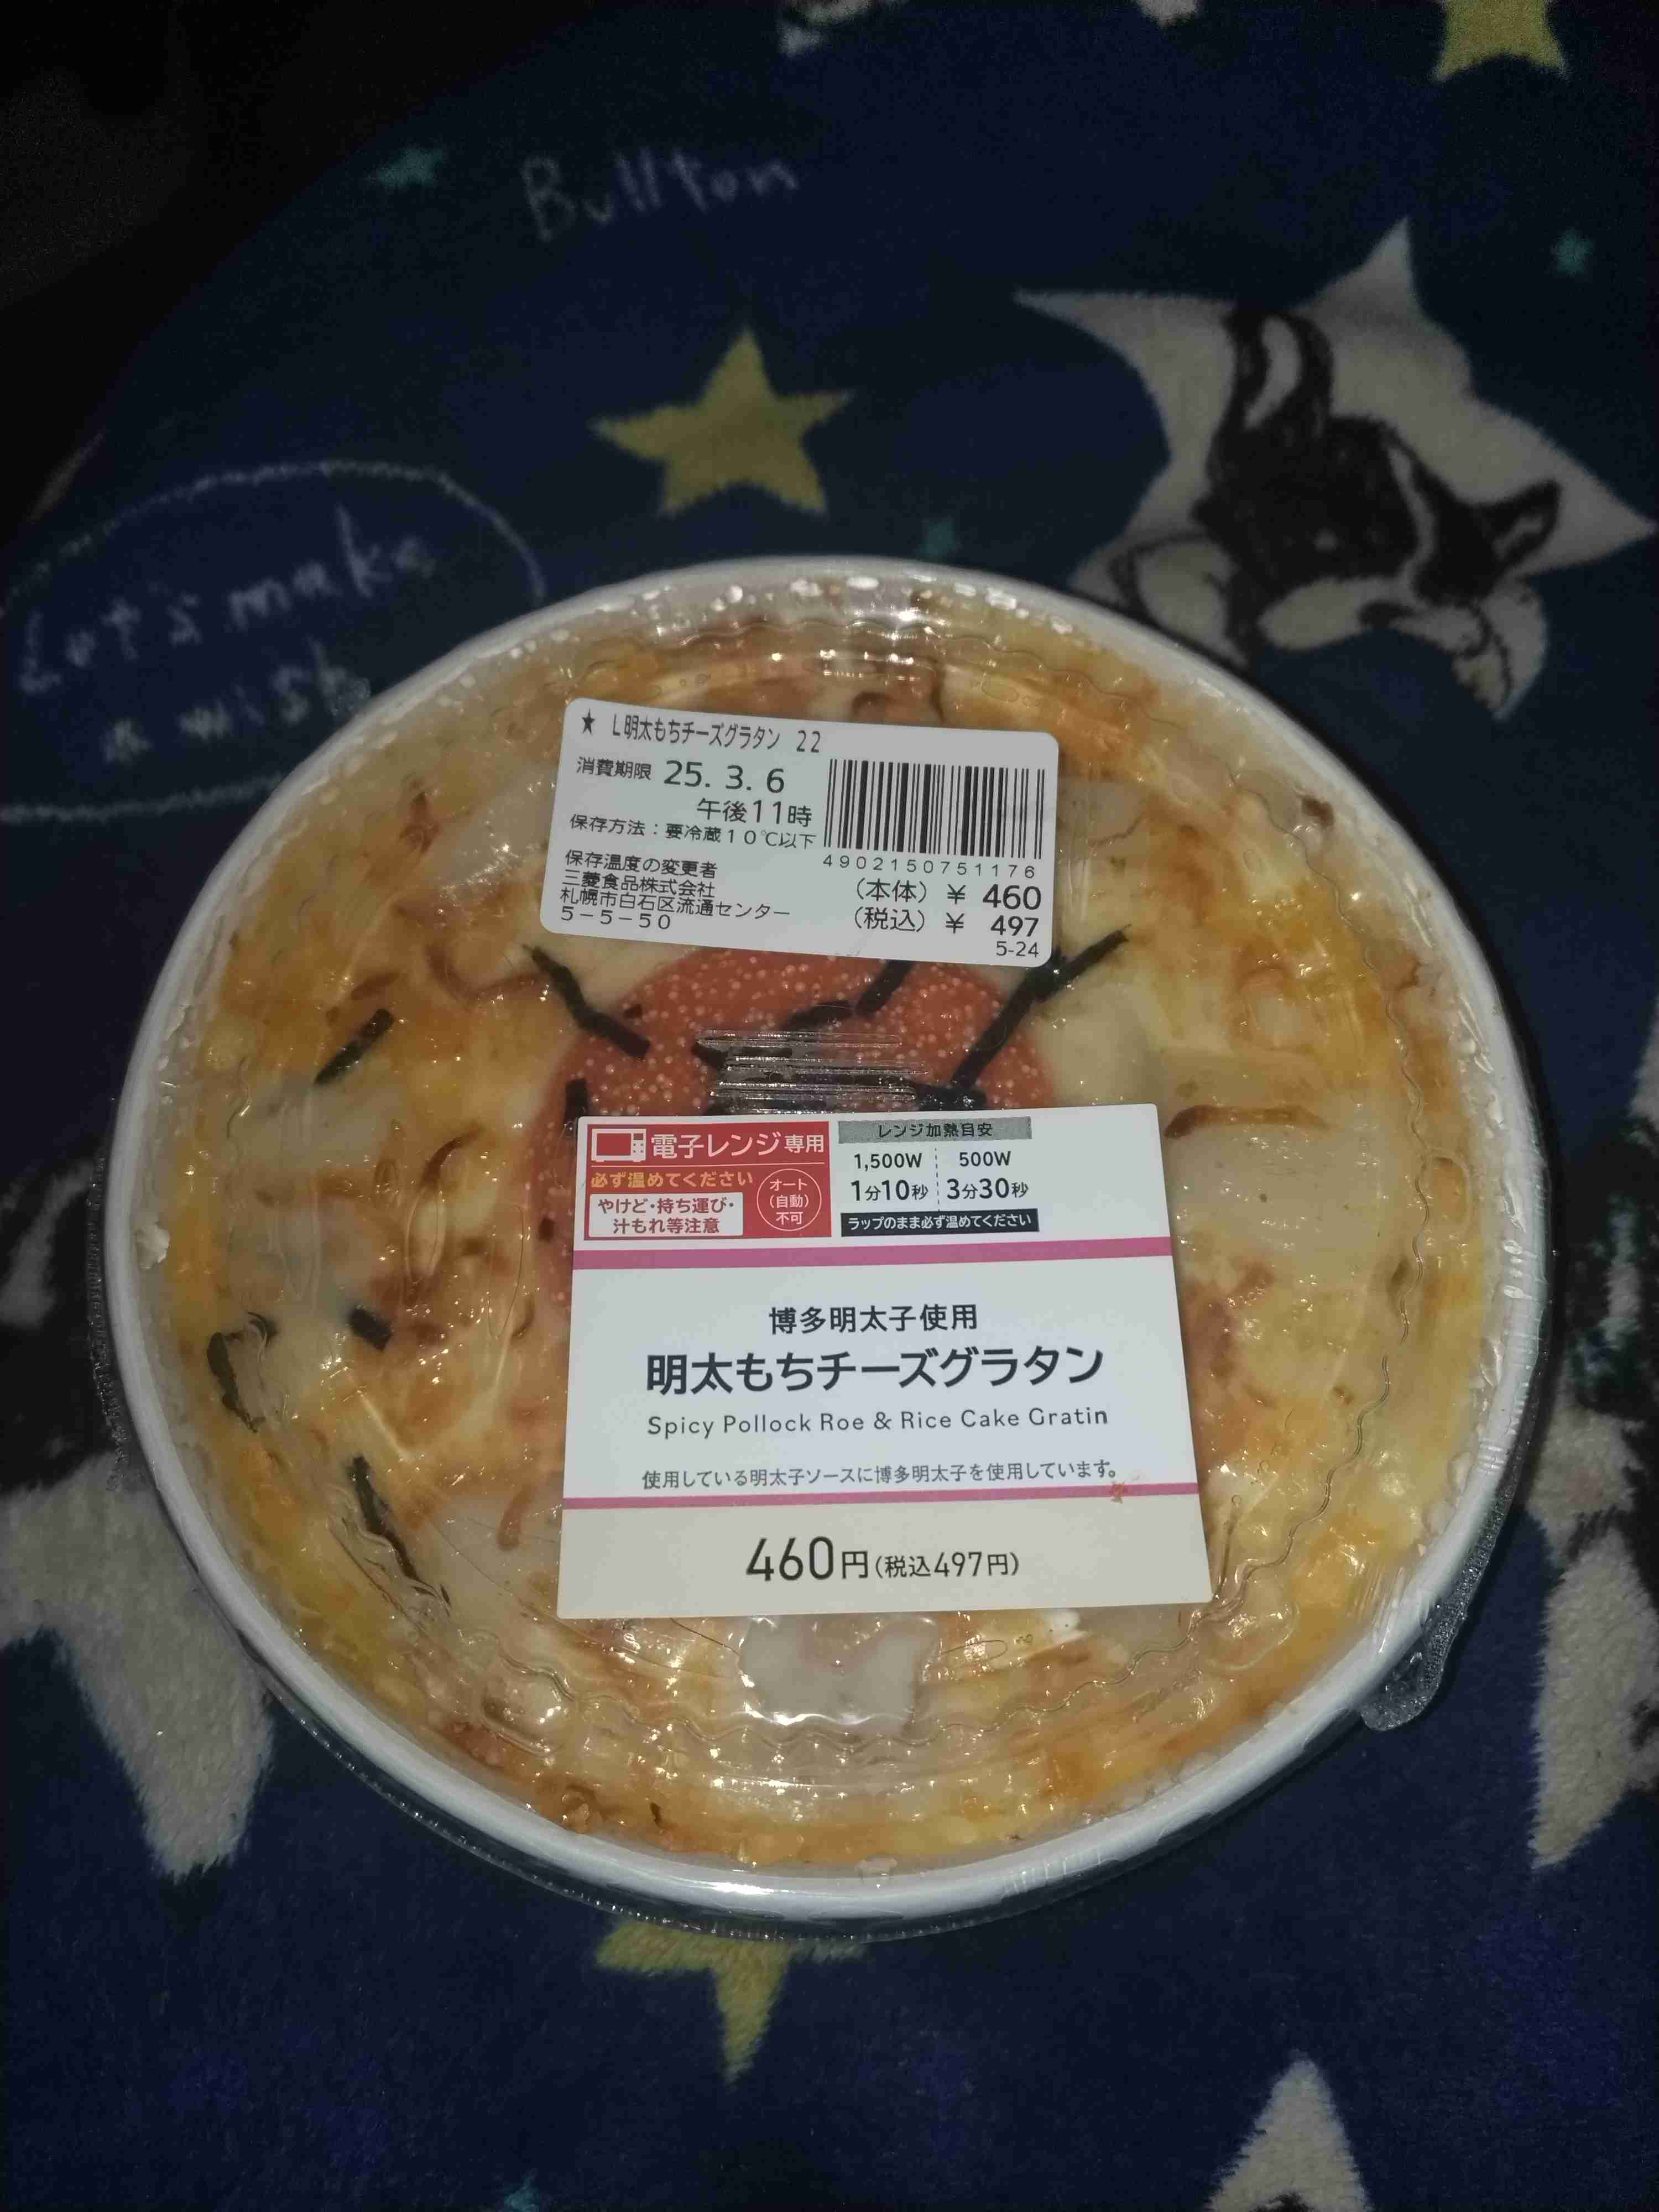 Bullton
Let's make
a wish
★ L明太もちチーズグラタン 22
消費期限 25. 3. 6
午後11時
保存方法:要冷蔵10℃以下
保存温度の変更者
三菱食品株式会社
札幌市白石区流通センター
5-5-50
4902150751176
(本体) ¥ 460
(税込) ¥ 497
5-24
電子レンジ専用
必ず温めてください
やけど・持ち運び・
汁もれ等注意
オート
(自動)
不可
レンジ加熱目安
1,500W 500W
1分10秒 3分30秒
ラップのまま必ず温めてください
博多明太子使用
明太もちチーズグラタン
Spicy Pollock Roe & Rice Cake Gratin
使用している明太子ソースに博多明太子を使用しています。
460円(税込497円)